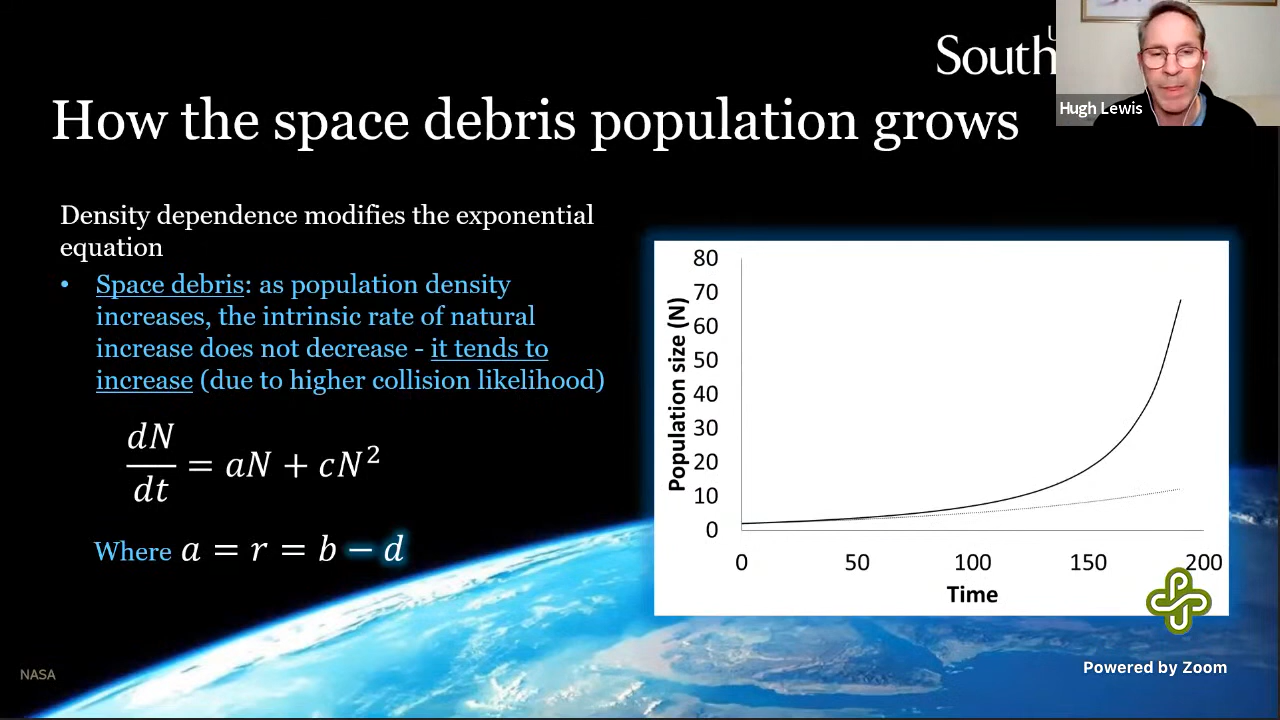 South
Hugh Lewis
How the space debris population grows
Density dependence modifies the exponential
equation
• Space debris: as population density
increases, the intrinsic rate of natural
increase does not decrease - it tends to
increase (due to higher collision likelihood)
dN/dt = aN + cN²
Where a = r = b − d
Population size (N)
80
70
60
50
40
30
20
10
0
0 50 100 150 200
Time
Powered by Zoom
NASA